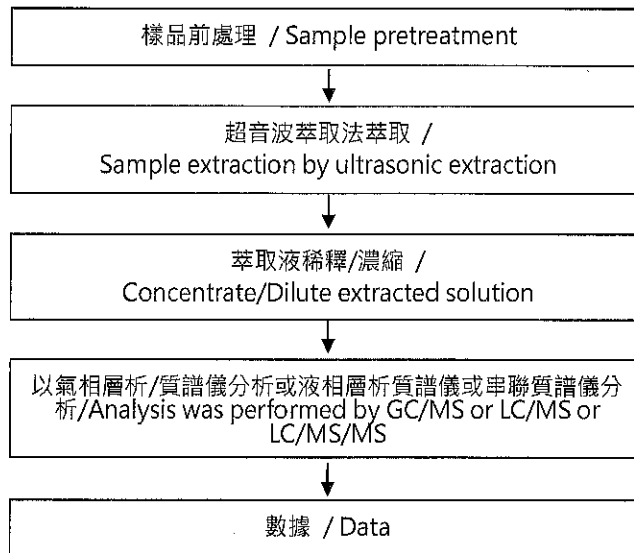 樣品前處理 / Sample pretreatment
超音波萃取法萃取 /
Sample extraction by ultrasonic extraction
萃取液稀釋/濃縮 /
Concentrate/Dilute extracted solution
以氣相層析/質譜儀分析或液相層析質譜儀或串聯質譜儀分
析/Analysis was performed by GC/MS or LC/MS or
LC/MS/MS
數據 / Data